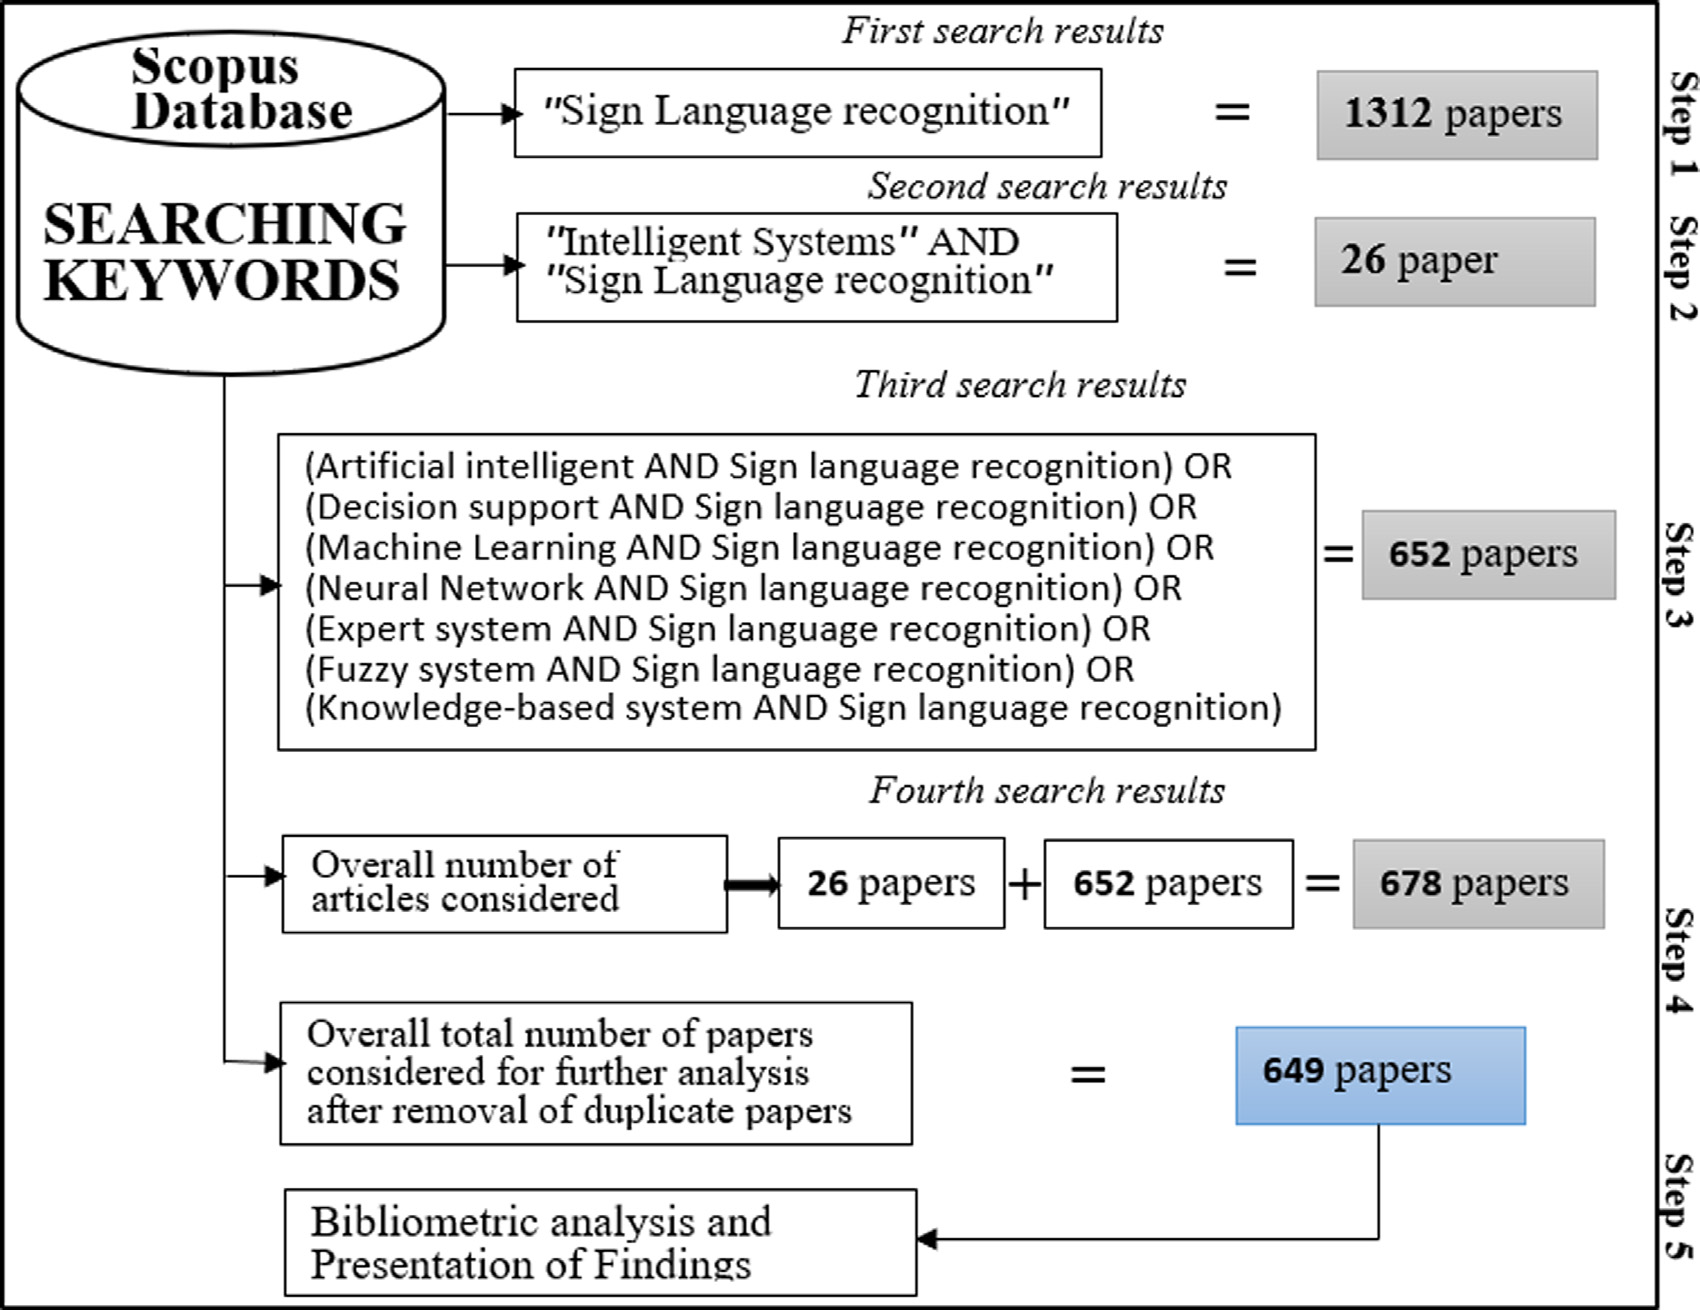 Scopus
Database
SEARCHING
KEYWORDS
First search results
"Sign Language recognition"
=
1312 papers
Step 1
Second search results
"Intelligent Systems" AND
"Sign Language recognition"
=
26 paper
Step 2
Third search results
(Artificial intelligent AND Sign language recognition) OR
(Decision support AND Sign language recognition) OR
(Machine Learning AND Sign language recognition) OR
(Neural Network AND Sign language recognition) OR
(Expert system AND Sign language recognition) OR
(Fuzzy system AND Sign language recognition) OR
(Knowledge-based system AND Sign language recognition)
=
652 papers
Step 3
Fourth search results
Overall number of
articles considered
26 papers
+
652 papers
=
678 papers
Step 4
Overall total number of papers
considered for further analysis
after removal of duplicate papers
=
649 papers
Bibliometric analysis and
Presentation of Findings
Step 5